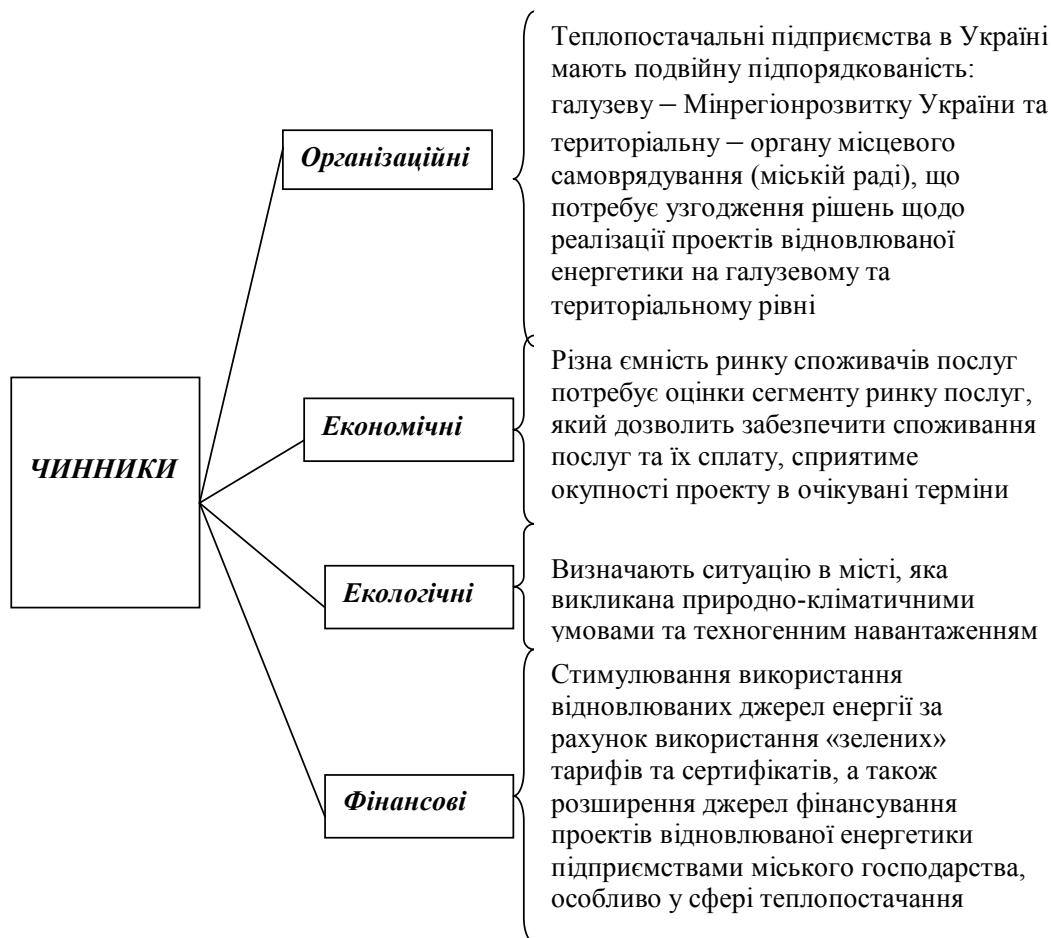 ЧИННИКИ
Організаційні
Теплопостачальні підприємства в Україні
мають подвійну підпорядкованість:
галузеву – Мінрегіонрозвитку України та
територіальну – органу місцевого
самоврядування (міській раді), що
потребує узгодження рішень щодо
реалізації проектів відновлюваної
енергетики на галузевому та
територіальному рівні
Економічні
Різна ємність ринку споживачів послуг
потребує оцінки сегменту ринку послуг,
який дозволить забезпечити споживання
послуг та їх сплату, сприятиме
окупності проекту в очікувані терміни
Екологічні
Визначають ситуацію в місті, яка
викликана природно-кліматичними
умовами та техногенним навантаженням
Фінансові
Стимулювання використання
відновлюваних джерел енергії за
рахунок використання «зелених»
тарифів та сертифікатів, а також
розширення джерел фінансування
проектів відновлюваної енергетики
підприємствами міського господарства,
особливо у сфері теплопостачання